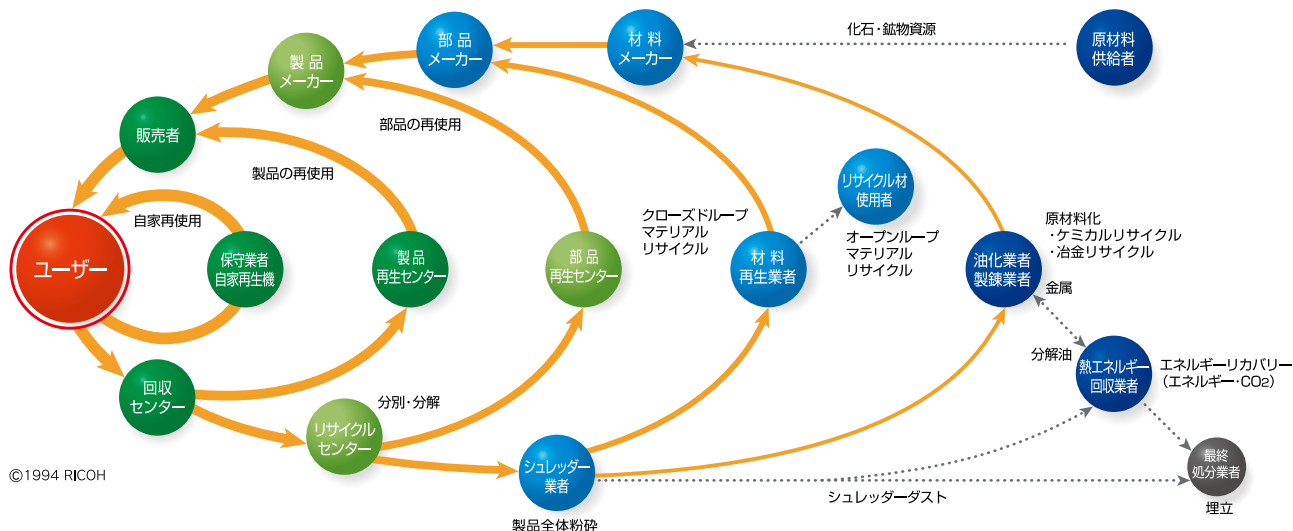 化石・鉱物資源
原材料
供給者
材料
メーカー
部品
メーカー
製品
メーカー
販売者
部品の再使用
製品の再使用
自家再使用
ユーザー
保守業者
自家再生機
製品
再生センター
部品
再生センター
クローズドループ
マテリアル
リサイクル
材料
再生業者
リサイクル材
使用者
オープンループ
マテリアル
リサイクル
原材料化
・ケミカルリサイクル
・冶金リサイクル
油化業者
製錬業者
金属
分解油
熱エネルギー
回収業者
エネルギーリカバリー
(エネルギー・CO2)
回収
センター
分別・分解
リサイクル
センター
シュレッダー
業者
製品全体粉砕
シュレッダーダスト
最終
処分業者
埋立
©1994 RICOH